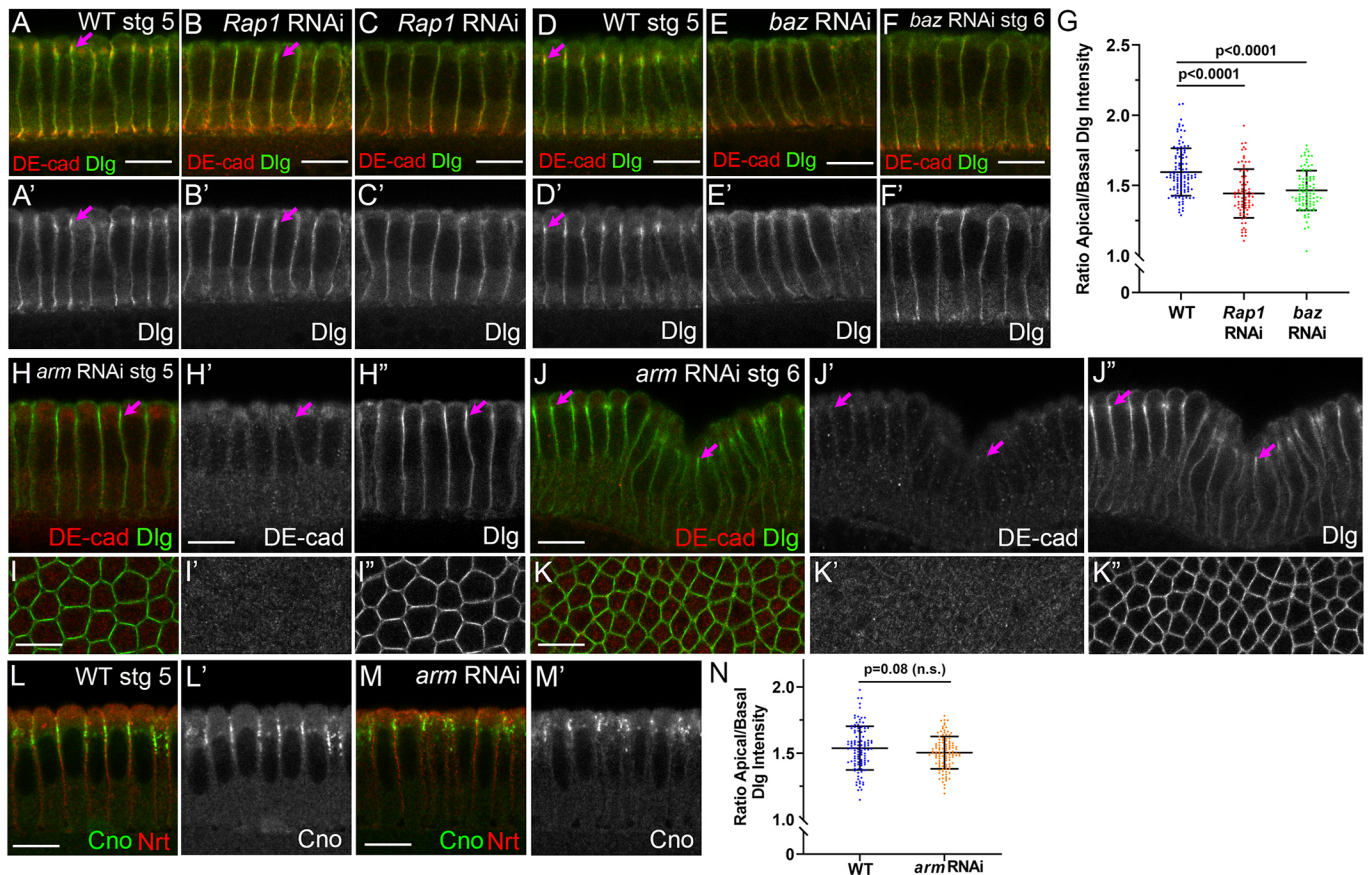 A WT stg 5
B Rap1 RNAi
C Rap1 RNAi
D WT stg 5
E baz RNAi
F baz RNAi stg 6
DE-cad Dlg
DE-cad Dlg
DE-cad Dlg
DE-cad Dlg
DE-cad Dlg
DE-cad Dlg
A' Dlg
B' Dlg
C' Dlg
D' Dlg
E' Dlg
F' Dlg
G
Ratio Apical/Basal Dlg Intensity
2.5
2.0
1.5
1.0
0
p<0.0001
p<0.0001
WT
Rap1 RNAi
baz RNAi
H arm RNAi stg 5
DE-cad Dlg
H' DE-cad
H” Dlg
J arm RNAi stg 6
DE-cad Dlg
J' DE-cad
J” Dlg
I
I'
I”
K
K'
K”
L WT stg 5
Cno Nrt
L' Cno
M arm RNAi
Cno Nrt
M' Cno
N
Ratio Apical/Basal
Dlg Intensity
2.0
1.5
1.0
0
p=0.08 (n.s.)
WT
arm RNAi